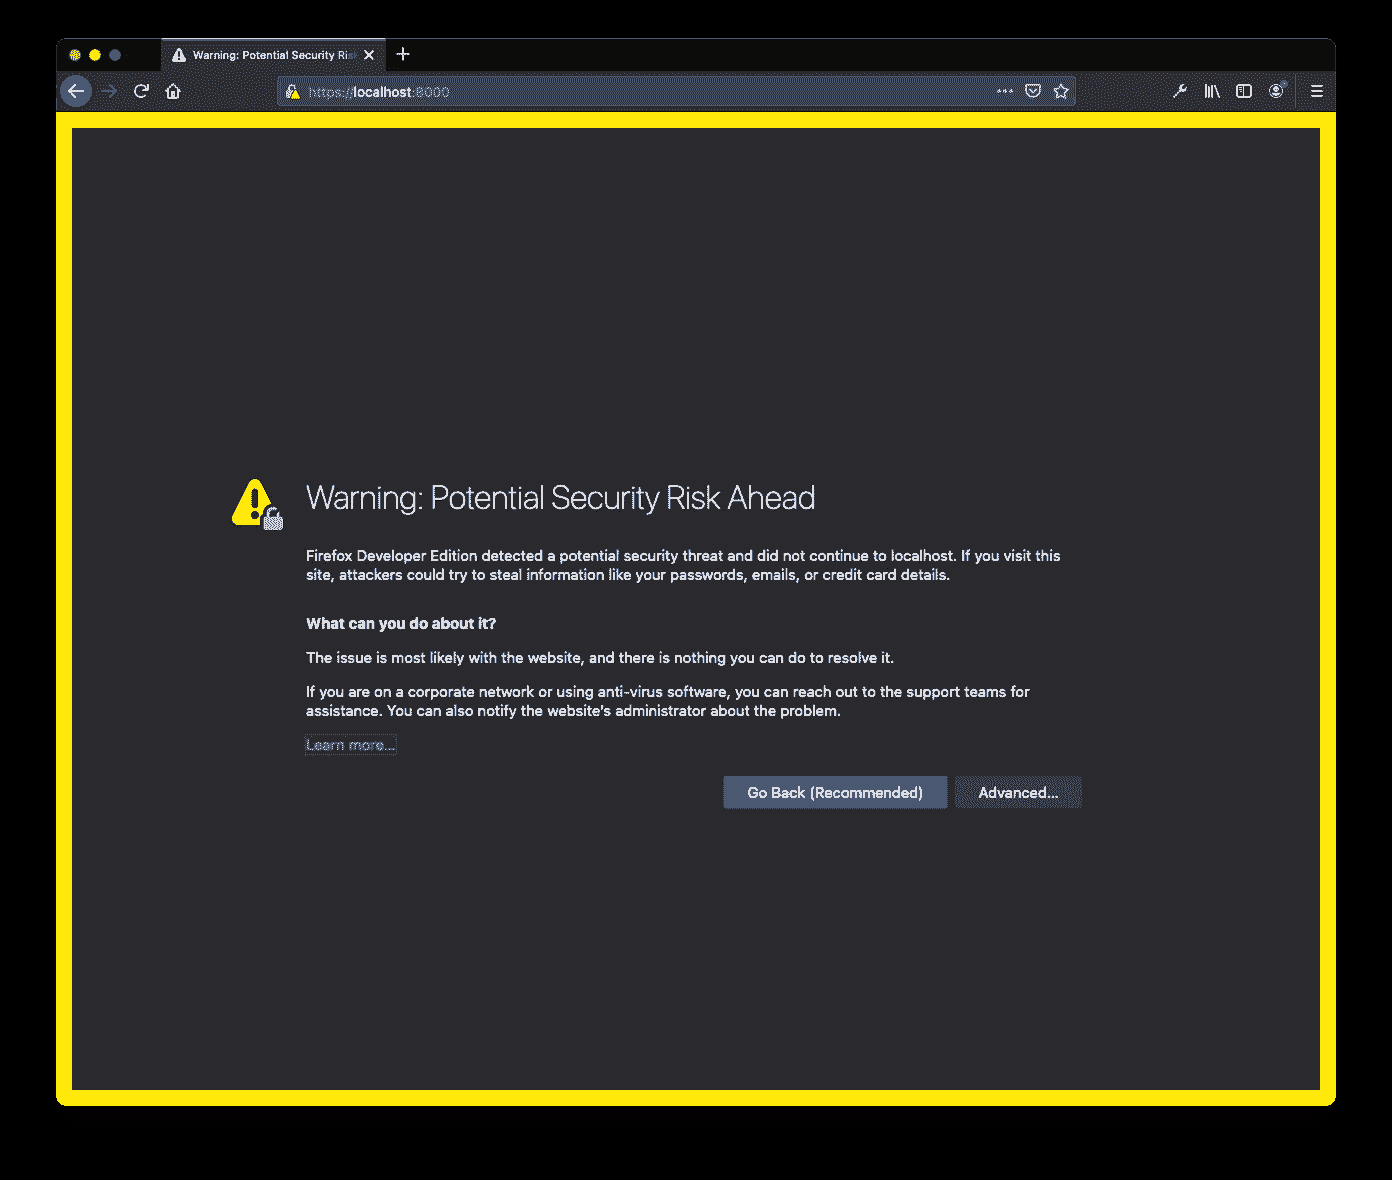 Warning: Potential Security Ris
https://localhost:8000
Warning: Potential Security Risk Ahead
Firefox Developer Edition detected a potential security threat and did not continue to localhost. If you visit this
site, attackers could try to steal information like your passwords, emails, or credit card details.
What can you do about it?
The issue is most likely with the website, and there is nothing you can do to resolve it.
If you are on a corporate network or using anti-virus software, you can reach out to the support teams for
assistance. You can also notify the website's administrator about the problem.
Learn more...
Go Back (Recommended)
Advanced...